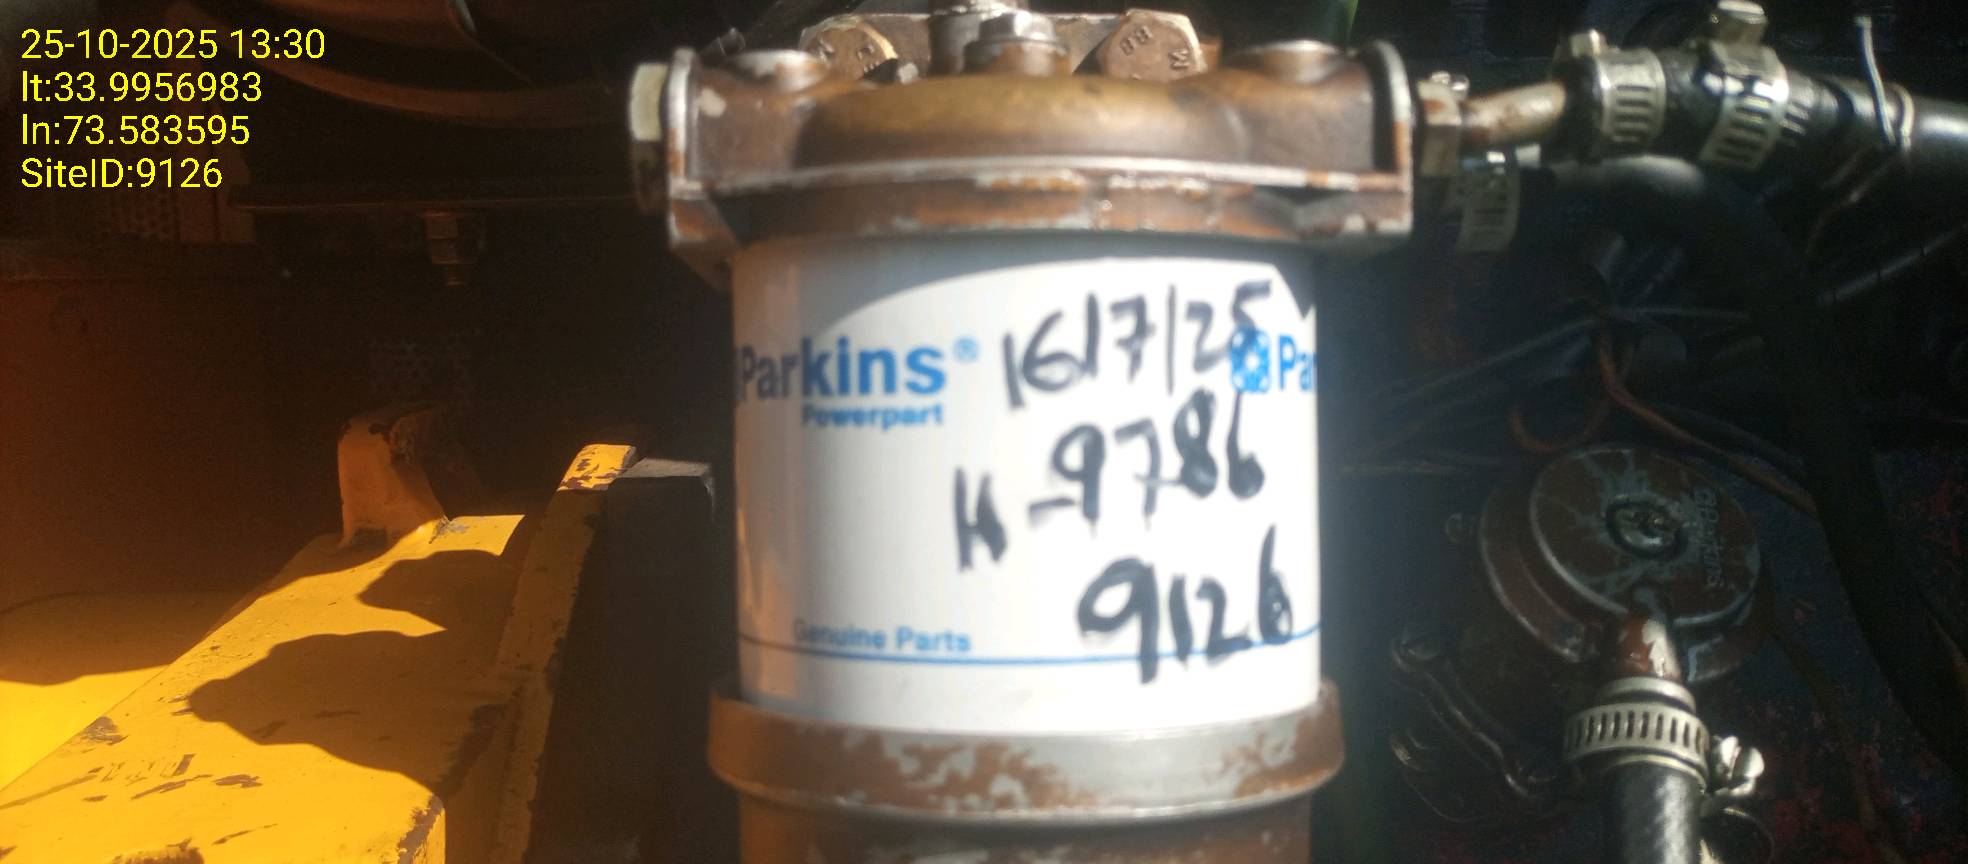 25-10-2025 13:30
lt:33.9956983
ln:73.583595
SiteID:9126
Parkins®
Powerpart
16/7/25
Pa
H-9786
9126
Genuine Parts